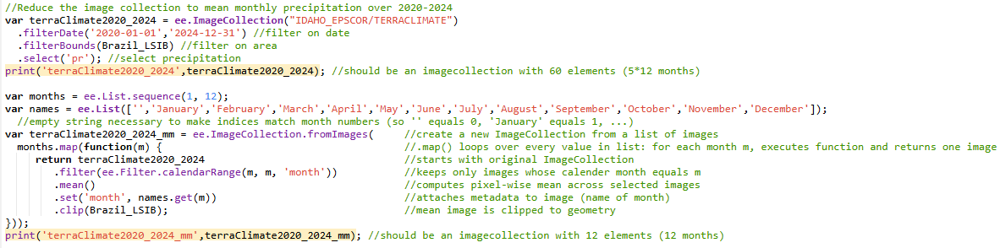 //Reduce the image collection to mean monthly precipitation over 2020-2024
var terraClimate2020_2024 = ee.ImageCollection("IDAHO_EPSCOR/TERRACLIMATE")
  .filterDate('2020-01-01','2024-12-31') //filter on date
  .filterBounds(Brazil_LSIB) //filter on area
  .select('pr'); //select precipitation
print('terraClimate2020_2024',terraClimate2020_2024); //should be an imagecollection with 60 elements (5*12 months)

var months = ee.List.sequence(1, 12);
var names = ee.List(['','January','February','March','April','May','June','July','August','September','October','November','December']);
  //empty string necessary to make indices match month numbers (so '' equals 0, 'January' equals 1, ...)
var terraClimate2020_2024_mm = ee.ImageCollection.fromImages(     //create a new ImageCollection from a list of images
  months.map(function(m) {                                        //.map() loops over every value in list: for each month m, executes function and returns one image
     return terraClimate2020_2024                                 //starts with original ImageCollection
        .filter(ee.Filter.calendarRange(m, m, 'month'))           //keeps only images whose calender month equals m
        .mean()                                                   //computes pixel-wise mean across selected images
        .set('month', names.get(m))                               //attaches metadata to image (name of month)
        .clip(Brazil_LSIB);                                       //mean image is clipped to geometry
}));
print('terraClimate2020_2024_mm',terraClimate2020_2024_mm); //should be an imagecollection with 12 elements (12 months)